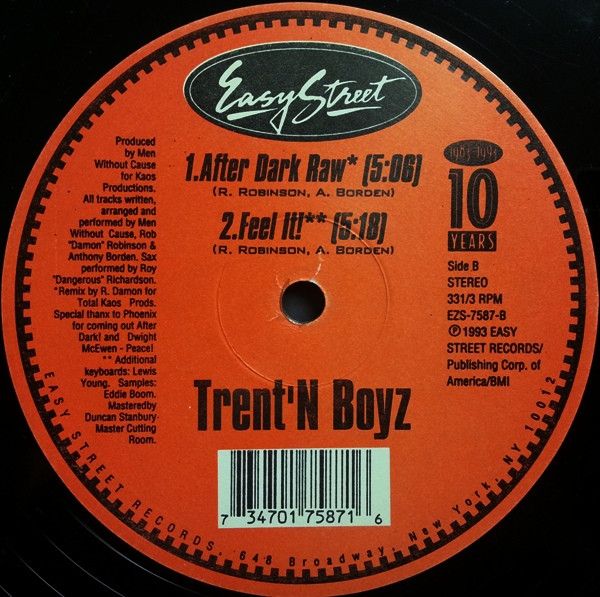 Easy Street
1.After Dark Raw* (5:06)
(R. Robinson, A. Borden)
2.Feel It!** (5:18)
(R. Robinson, A. Borden)
Produced
by Men
Without Cause
for Kaos
Productions.
All tracks written,
arranged and
performed by Men
Without Cause, Rob
"Damon" Robinson &
Anthony Borden. Sax
performed by Roy
"Dangerous" Richardson.
*Remix by R. Damon for
Total Kaos Prods.
Special thanx to Phoenix
for coming out After
Dark! and Dwight
McEwen - Peace!
** Additional
keyboards: Lewis
Young. Samples:
Eddie Boom.
Masteredby
Duncan Stanbury
Master Cutting
Room.
1983-1993
10
YEARS
Side B
STEREO
331/3 RPM
EZS-7587-B
℗ 1993 EASY
STREET RECORDS/
Publishing Corp. of
America/BMI
Trent'N Boyz
7 34701 75871 6
EASY STREET RECORDS, 648 Broadway, New York, NY 10012